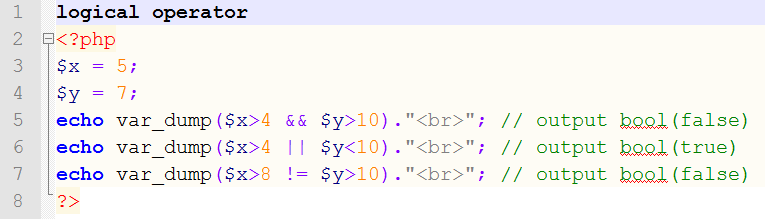 1 logical operator
2 <?php
3 $x = 5;
4 $y = 7;
5 echo var_dump($x>4 && $y>10)."<br>"; // output bool(false)
6 echo var_dump($x>4 || $y<10)."<br>"; // output bool(true)
7 echo var_dump($x>8 != $y>10)."<br>"; // output bool(false)
8 ?>